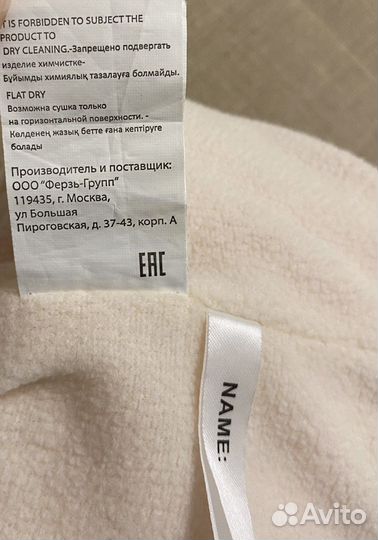 IT IS FORBIDDEN TO SUBJECT THE
PRODUCT TO
DRY CLEANING.-Запрещено подвергать
изделие химчистке-
Бұйымды химиялық тазалауға болмайды.
FLAT DRY
Возможна сушка только
на горизонтальной поверхности. -
Көлденең жазық бетте ғана кептіруге
болады
Производитель и поставщик:
ООО "Ферзь-Групп"
119435, г. Москва,
ул Большая
Пироговская, д. 37-43, корп. А
EAC
NAME:
Avito